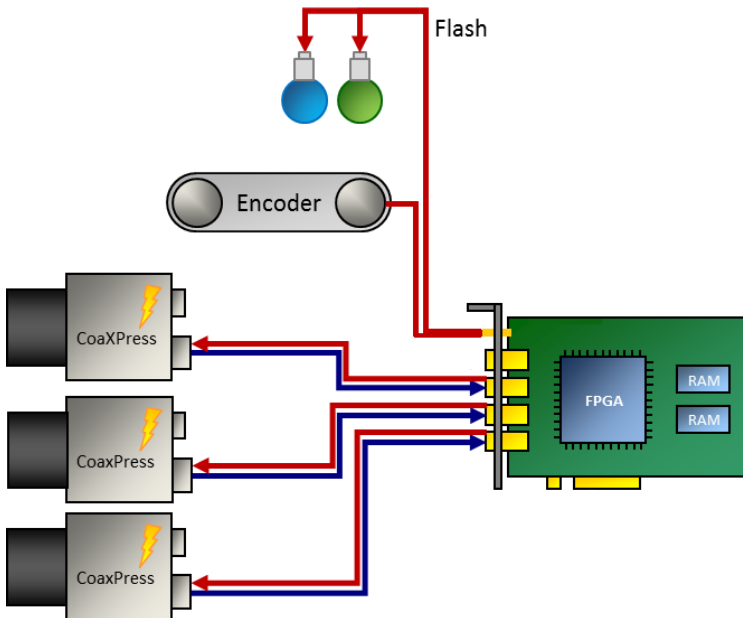 Flash
Encoder
CoaXPress
CoaxPress
CoaxPress
FPGA
RAM
RAM